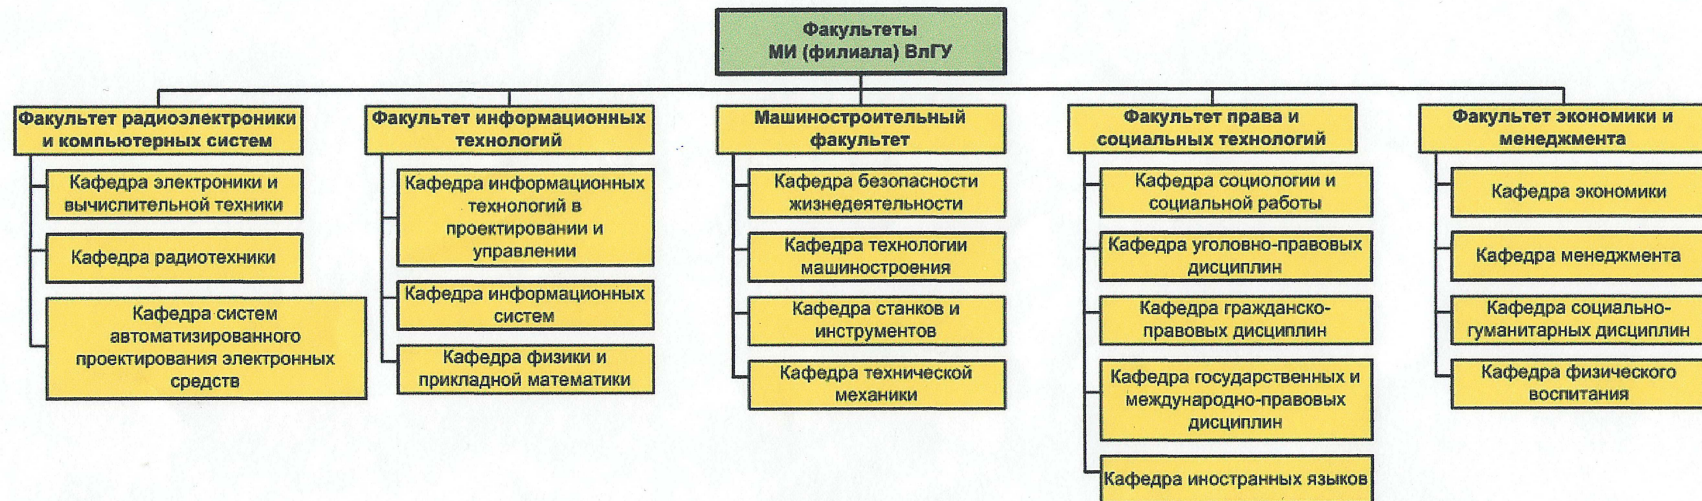 Факультеты
МИ (филиала) ВлГУ
Факультет радиоэлектроники
и компьютерных систем
Кафедра электроники и
вычислительной техники
Кафедра радиотехники
Кафедра систем
автоматизированного
проектирования электронных
средств
Факультет информационных
технологий
Кафедра информационных
технологий в
проектировании и
управлении
Кафедра информационных
систем
Кафедра физики и
прикладной математики
Машиностроительный
факультет
Кафедра безопасности
жизнедеятельности
Кафедра технологии
машиностроения
Кафедра станков и
инструментов
Кафедра технической
механики
Факультет права и
социальных технологий
Кафедра социологии и
социальной работы
Кафедра уголовно-правовых
дисциплин
Кафедра гражданско-
правовых дисциплин
Кафедра государственных и
международно-правовых
дисциплин
Кафедра иностранных языков
Факультет экономики и
менеджмента
Кафедра экономики
Кафедра менеджмента
Кафедра социально-
гуманитарных дисциплин
Кафедра физического
воспитания